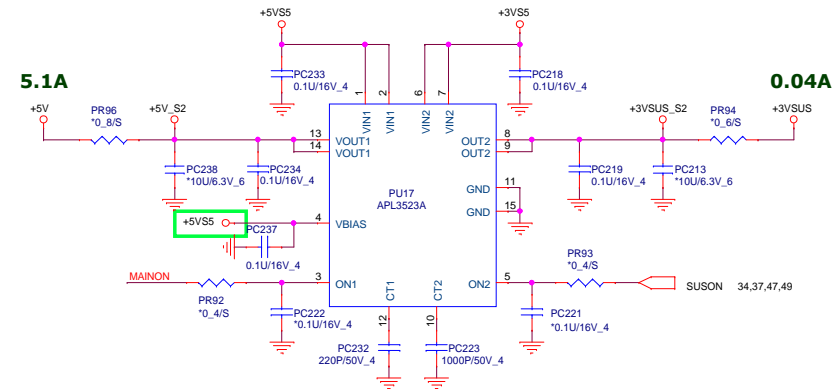 +5VS5
+3VS5
5.1A
0.04A
PC233
0.1U/16V_4
PC218
0.1U/16V_4
+5V
PR96
*0_8/S
+5V_S2
1
2
6
7
VIN1
VIN1
VIN2
VIN2
+3VSUS_S2
PR94
*0_6/S
+3VSUS
13
14
VOUT1
VOUT1
OUT2
OUT2
8
9
PC238
*10U/6.3V_6
PC234
0.1U/16V_4
PC219
0.1U/16V_4
PC213
*10U/6.3V_6
PU17
APL3523A
GND
11
GND
15
+5VS5
4
VBIAS
PC237
0.1U/16V_4
MAINON
PR92
*0_4/S
3
ON1
ON2
5
PR93
*0_4/S
SUSON
34,37,47,49
CT1
CT2
12
10
PC222
*0.1U/16V_4
PC221
*0.1U/16V_4
PC232
220P/50V_4
PC223
1000P/50V_4